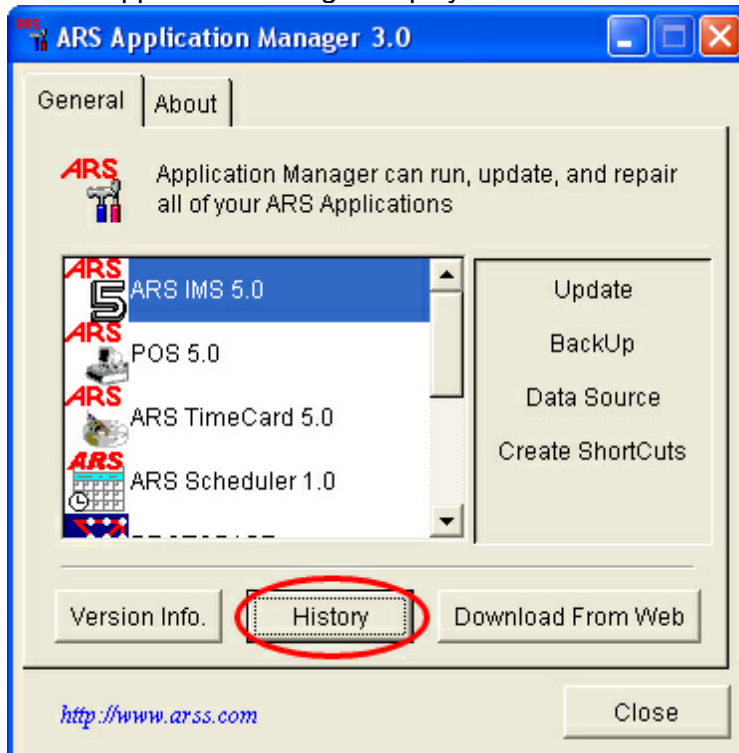 ARS Application Manager 3.0
General
About
ARS
Application Manager can run, update, and repair
all of your ARS Applications
ARS
5
ARS IMS 5.0
ARS
POS 5.0
ARS
ARS TimeCard 5.0
ARS
ARS Scheduler 1.0
Update
BackUp
Data Source
Create ShortCuts
Version Info.
History
Download From Web
http://www.arss.com
Close